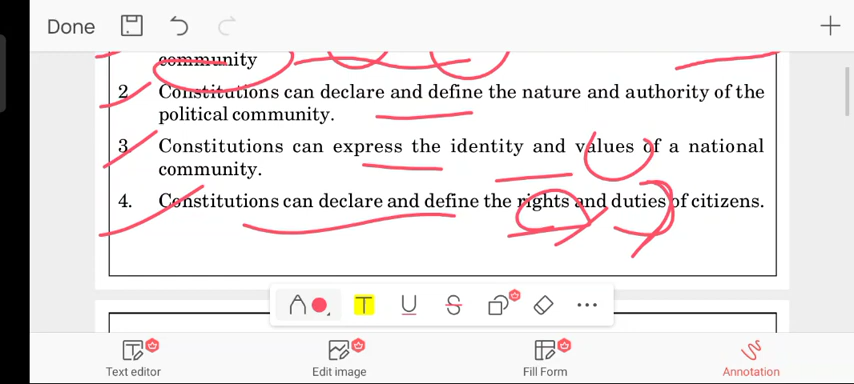 Done
community
2. Constitutions can declare and define the nature and authority of the
political community.
3. Constitutions can express the identity and values of a national
community.
4. Constitutions can declare and define the rights and duties of citizens.
T U S
Text editor Edit image Fill Form Annotation